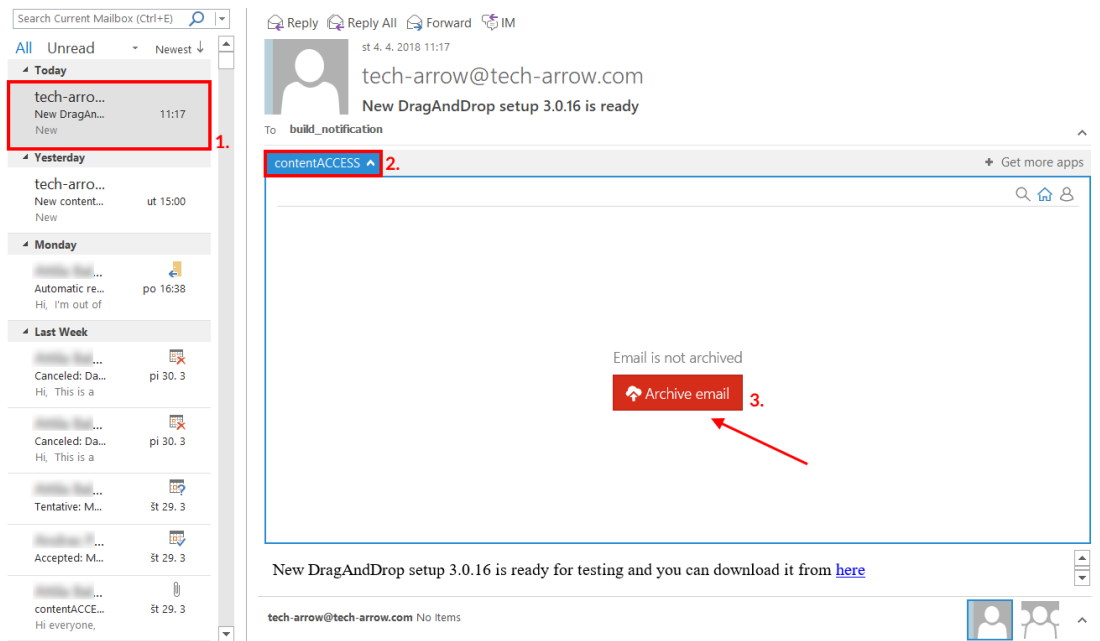 Search Current Mailbox (Ctrl+E)
All Unread Newest ↓
Today
tech-arro...
New DragAn... 11:17
New
1.
Yesterday
tech-arro...
New content... ut 15:00
New
Monday
...
Automatic re... po 16:38
Hi, I'm out of
Last Week
...
Canceled: Da... pi 30. 3
Hi, This is a
...
Canceled: Da... pi 30. 3
Hi, This is a
...
Tentative: M... št 29. 3
...
Accepted: M... št 29. 3
...
contentACCE... št 29. 3
Hi everyone,
Reply Reply All Forward IM
st 4. 4. 2018 11:17
tech-arrow@tech-arrow.com
New DragAndDrop setup 3.0.16 is ready
To build_notification
contentACCESS 2.
+ Get more apps
Email is not archived
Archive email 3.
New DragAndDrop setup 3.0.16 is ready for testing and you can download it from here
tech-arrow@tech-arrow.com No Items